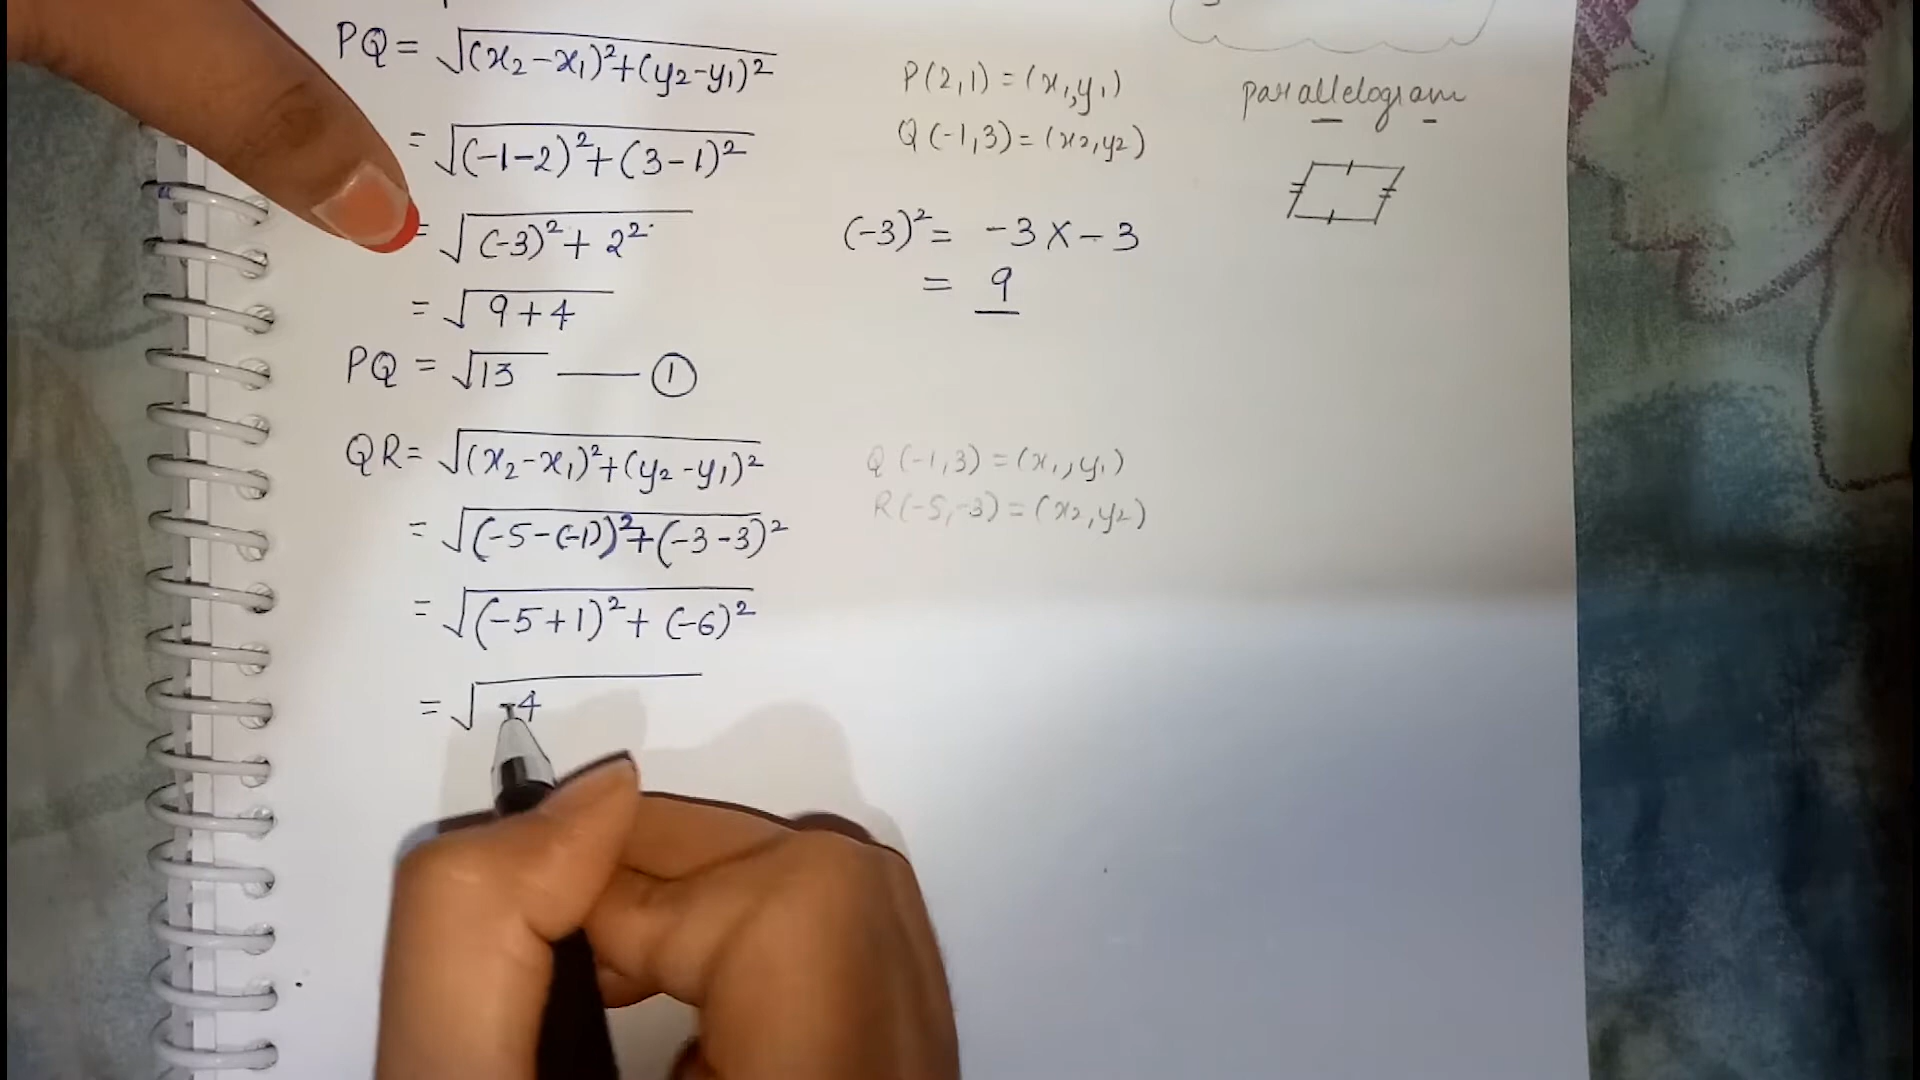 PQ = √(x₂-x₁)²+(y₂-y₁)²
= √(-1-2)²+(3-1)²
= √(-3)²+2²
= √9+4
PQ = √13 —— ①
QR = √(x₂-x₁)²+(y₂-y₁)²
= √(-5-(-1))²+(-3-3)²
= √(-5+1)²+(-6)²
= √-4
P(2,1) = (x₁,y₁)
Q(-1,3) = (x₂,y₂)
(-3)² = -3x-3
= 9
Q(-1,3) = (x₁,y₁)
R(-5,-3) = (x₂,y₂)
parallelogram